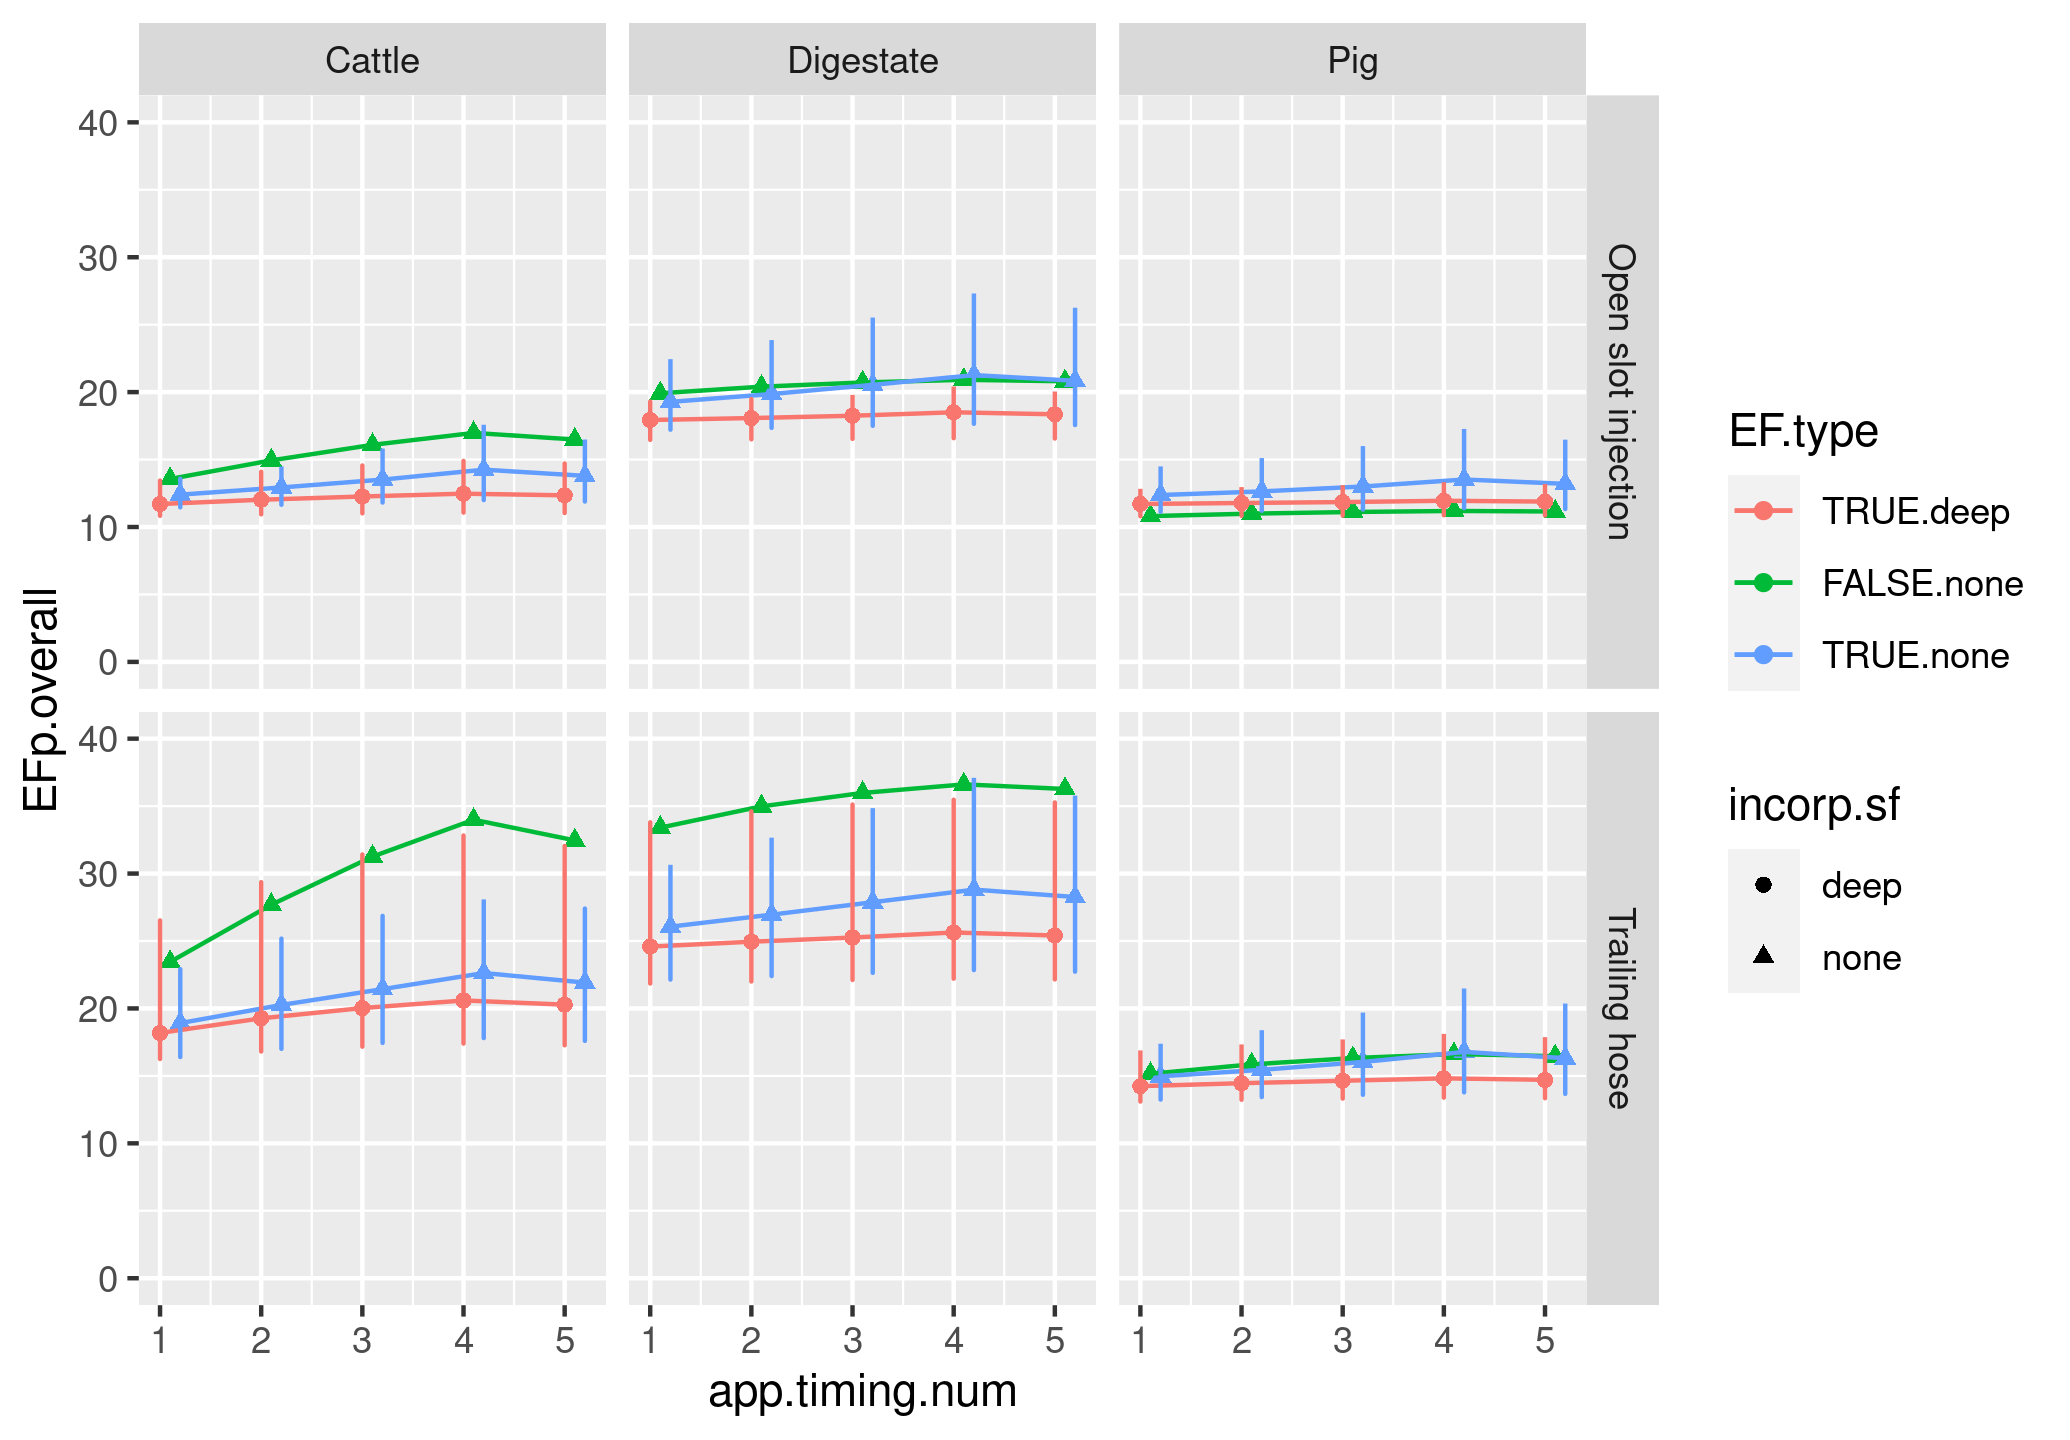 Cattle
Digestate
Pig
40
30
20
10
0
Open slot injection
40
30
20
10
0
Trailing hose
EFp.overall
1 2 3 4 5
1 2 3 4 5
1 2 3 4 5
app.timing.num
EF.type
TRUE.deep
FALSE.none
TRUE.none
incorp.sf
deep
none